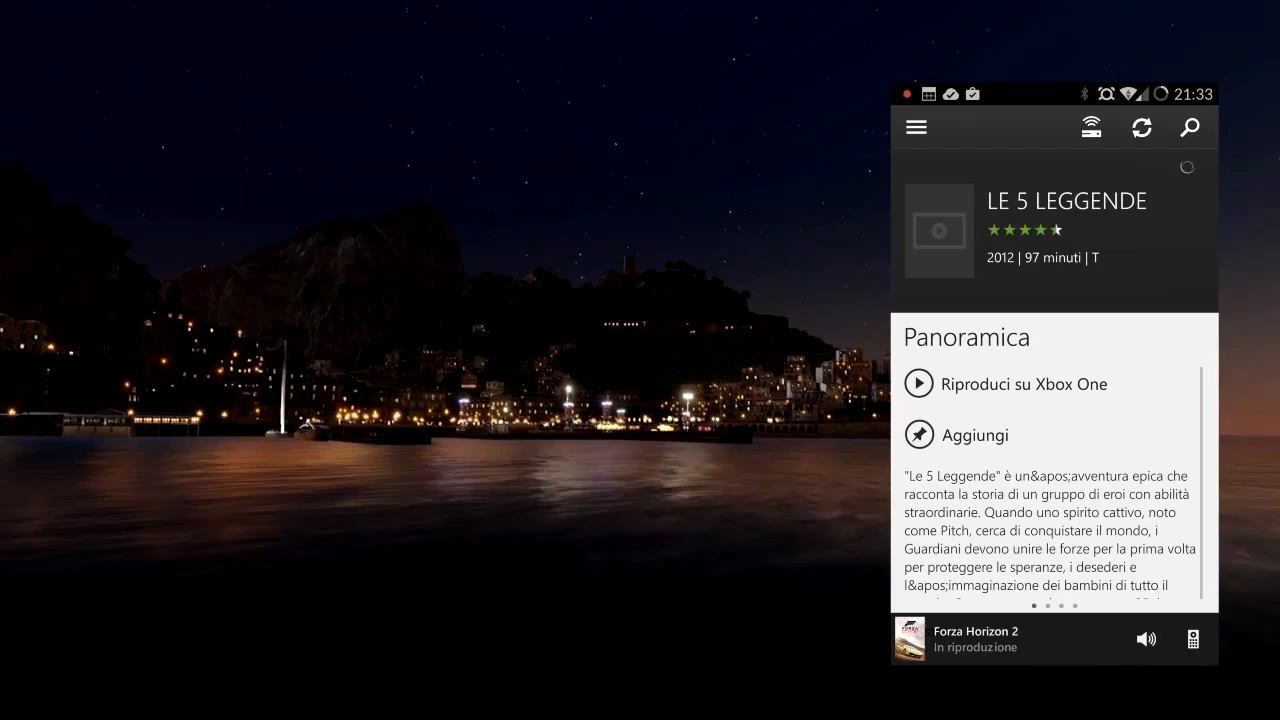 21:33
LE 5 LEGGENDE
2012 | 97 minuti | T
Panoramica
Riproduci su Xbox One
Aggiungi
"Le 5 Leggende" è un&apos;avventura epica che
racconta la storia di un gruppo di eroi con abilità
straordinarie. Quando uno spirito cattivo, noto
come Pitch, cerca di conquistare il mondo, i
Guardiani devono unire le forze per la prima volta
per proteggere le speranze, i desederi e
l&apos;immaginazione dei bambini di tutto il
FORZA
Forza Horizon 2
In riproduzione